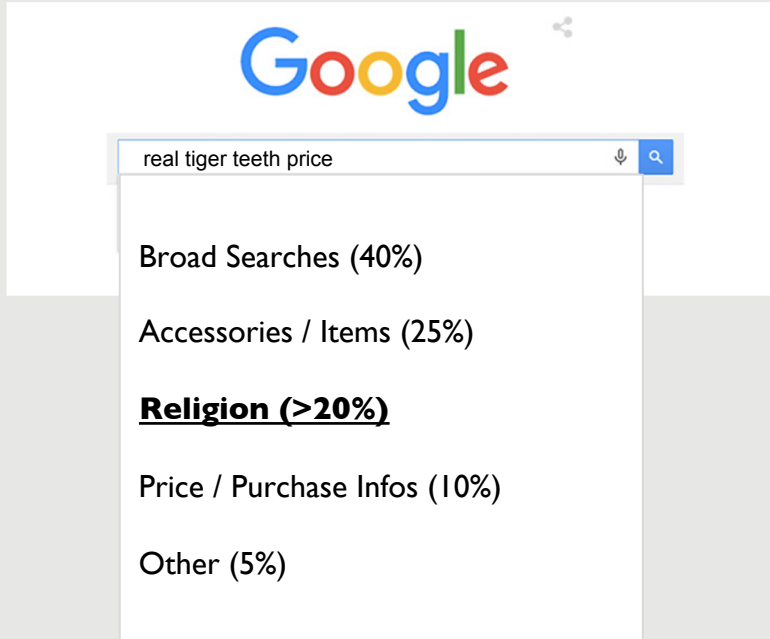 Google
real tiger teeth price
Broad Searches (40%)
Accessories / Items (25%)
Religion (>20%)
Price / Purchase Infos (10%)
Other (5%)